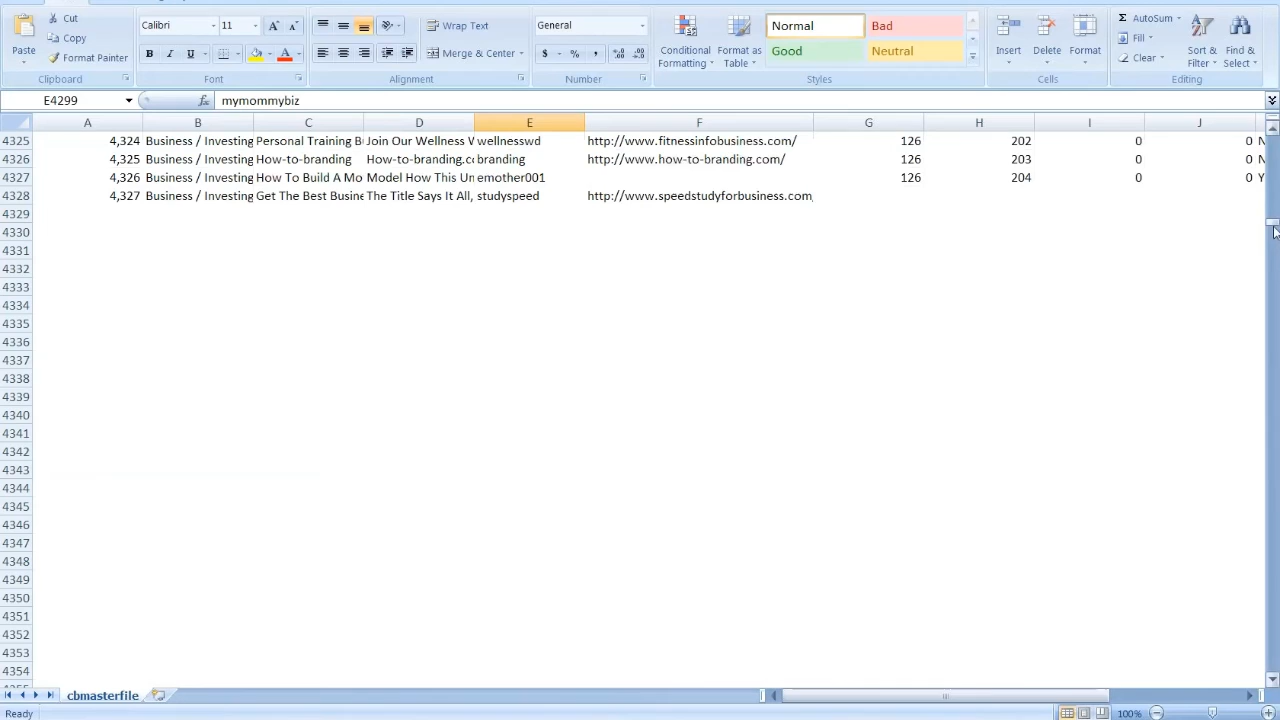 Cut
Copy
Format Painter
Paste
Clipboard
Calibri 11
B I U
Font
Wrap Text
Merge & Center
Alignment
General
$ % ,
Number
Conditional Formatting
Format as Table
Normal Bad
Good Neutral
Styles
Insert Delete Format
Cells
Σ AutoSum
Fill
Clear
Sort & Filter
Find & Select
Editing
E4299 fx mymommybiz
A B C D E F G H I J
4325 4,324 Business / Investing Personal Training B Join Our Wellness W wellnesswd http://www.fitnessinfobusiness.com/ 126 202 0 0 N
4326 4,325 Business / Investing How-to-branding How-to-branding.co branding http://www.how-to-branding.com/ 126 203 0 0 N
4327 4,326 Business / Investing How To Build A Mo Model How This Un emother001 126 204 0 0 Y
4328 4,327 Business / Investing Get The Best Busine The Title Says It All, studyspeed http://www.speedstudyforbusiness.com
4329
4330
4331
4332
4333
4334
4335
4336
4337
4338
4339
4340
4341
4342
4343
4344
4345
4346
4347
4348
4349
4350
4351
4352
4353
4354
cbmasterfile
Ready 100%